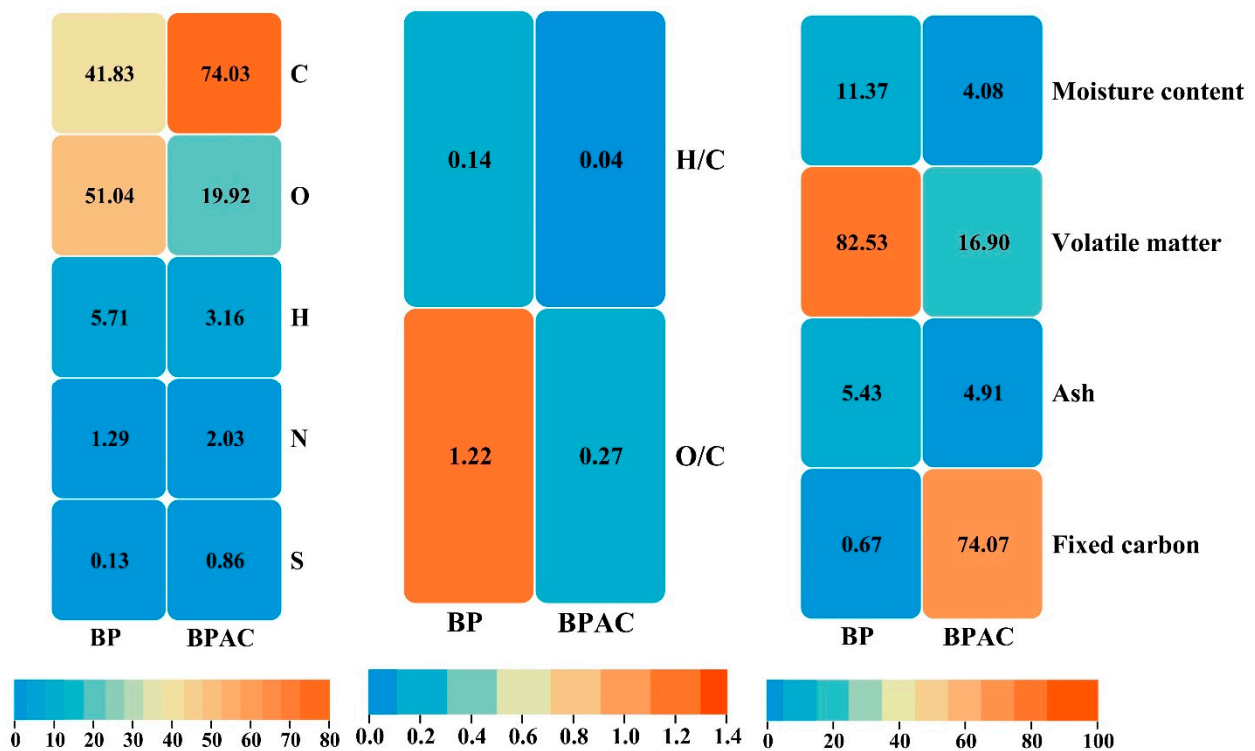 41.83 74.03 C
51.04 19.92 O
5.71 3.16 H
1.29 2.03 N
0.13 0.86 S
BP BPAC
0 10 20 30 40 50 60 70 80
0.14 0.04 H/C
1.22 0.27 O/C
BP BPAC
0.0 0.2 0.4 0.6 0.8 1.0 1.2 1.4
11.37 4.08 Moisture content
82.53 16.90 Volatile matter
5.43 4.91 Ash
0.67 74.07 Fixed carbon
BP BPAC
0 20 40 60 80 100